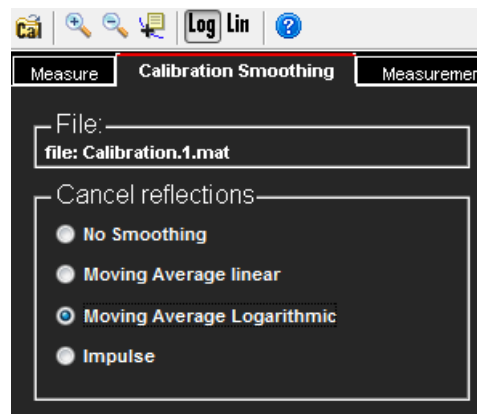 Cal Log Lin ?
Measure Calibration Smoothing Measuremen
File:
file: Calibration.1.mat
Cancel reflections
No Smoothing
Moving Average linear
Moving Average Logarithmic
Impulse